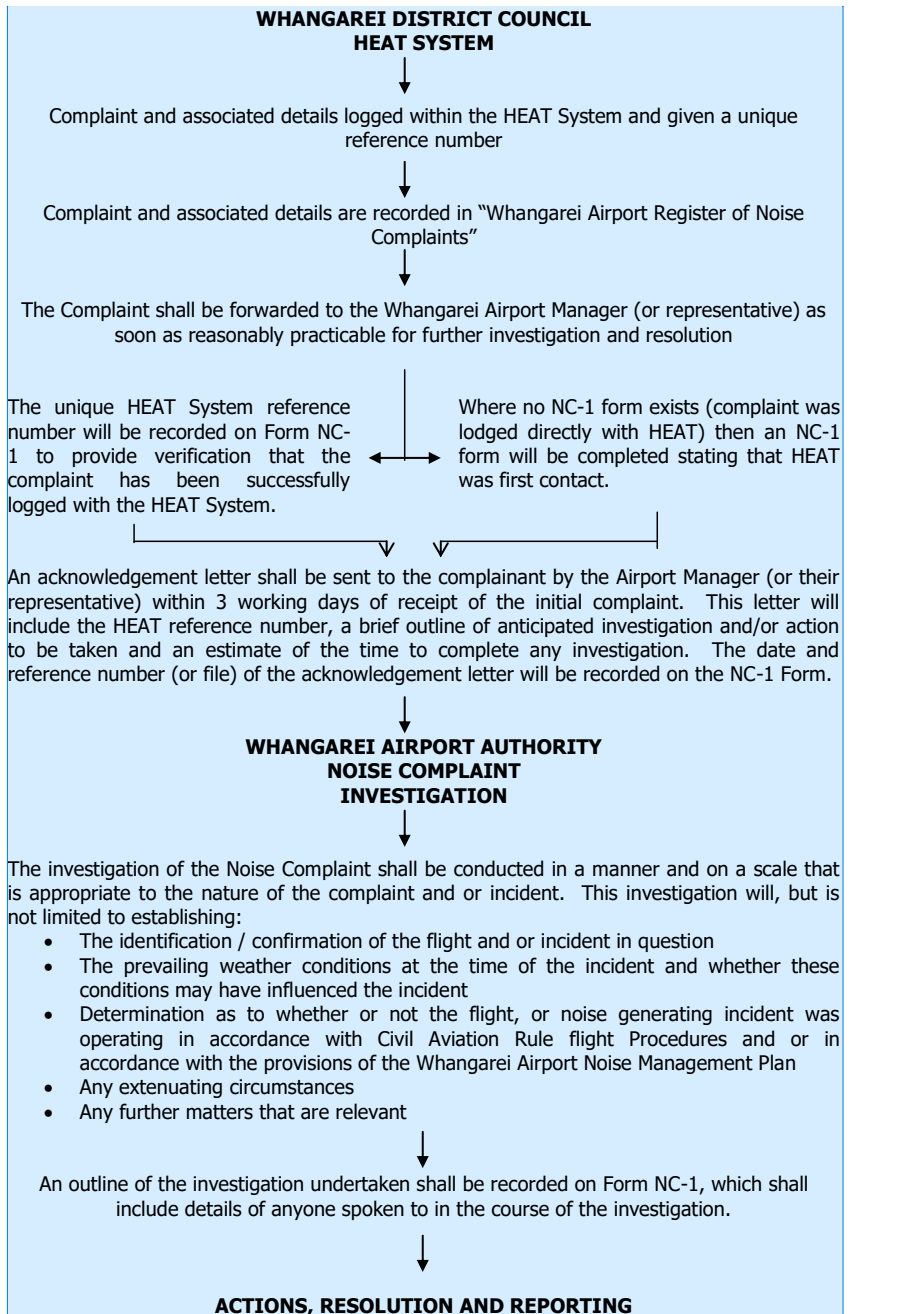 WHANGAREI DISTRICT COUNCIL
HEAT SYSTEM
Complaint and associated details logged within the HEAT System and given a unique
reference number
Complaint and associated details are recorded in “Whangarei Airport Register of Noise
Complaints”
The Complaint shall be forwarded to the Whangarei Airport Manager (or representative) as
soon as reasonably practicable for further investigation and resolution
The unique HEAT System reference
number will be recorded on Form NC-
1 to provide verification that the
complaint has been successfully
logged with the HEAT System.
Where no NC-1 form exists (complaint was
lodged directly with HEAT) then an NC-1
form will be completed stating that HEAT
was first contact.
An acknowledgement letter shall be sent to the complainant by the Airport Manager (or their
representative) within 3 working days of receipt of the initial complaint. This letter will
include the HEAT reference number, a brief outline of anticipated investigation and/or action
to be taken and an estimate of the time to complete any investigation. The date and
reference number (or file) of the acknowledgement letter will be recorded on the NC-1 Form.
WHANGAREI AIRPORT AUTHORITY
NOISE COMPLAINT
INVESTIGATION
The investigation of the Noise Complaint shall be conducted in a manner and on a scale that
is appropriate to the nature of the complaint and or incident. This investigation will, but is
not limited to establishing:
• The identification / confirmation of the flight and or incident in question
• The prevailing weather conditions at the time of the incident and whether these
conditions may have influenced the incident
• Determination as to whether or not the flight, or noise generating incident was
operating in accordance with Civil Aviation Rule flight Procedures and or in
accordance with the provisions of the Whangarei Airport Noise Management Plan
• Any extenuating circumstances
• Any further matters that are relevant
An outline of the investigation undertaken shall be recorded on Form NC-1, which shall
include details of anyone spoken to in the course of the investigation.
ACTIONS, RESOLUTION AND REPORTING